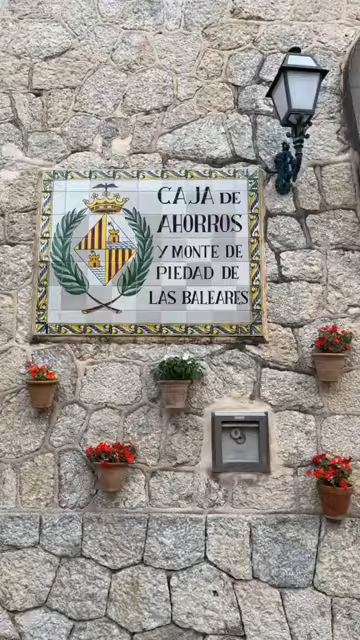 CAJA DE
AHORROS
Y MONTE DE
PIEDAD DE
LAS BALEARES